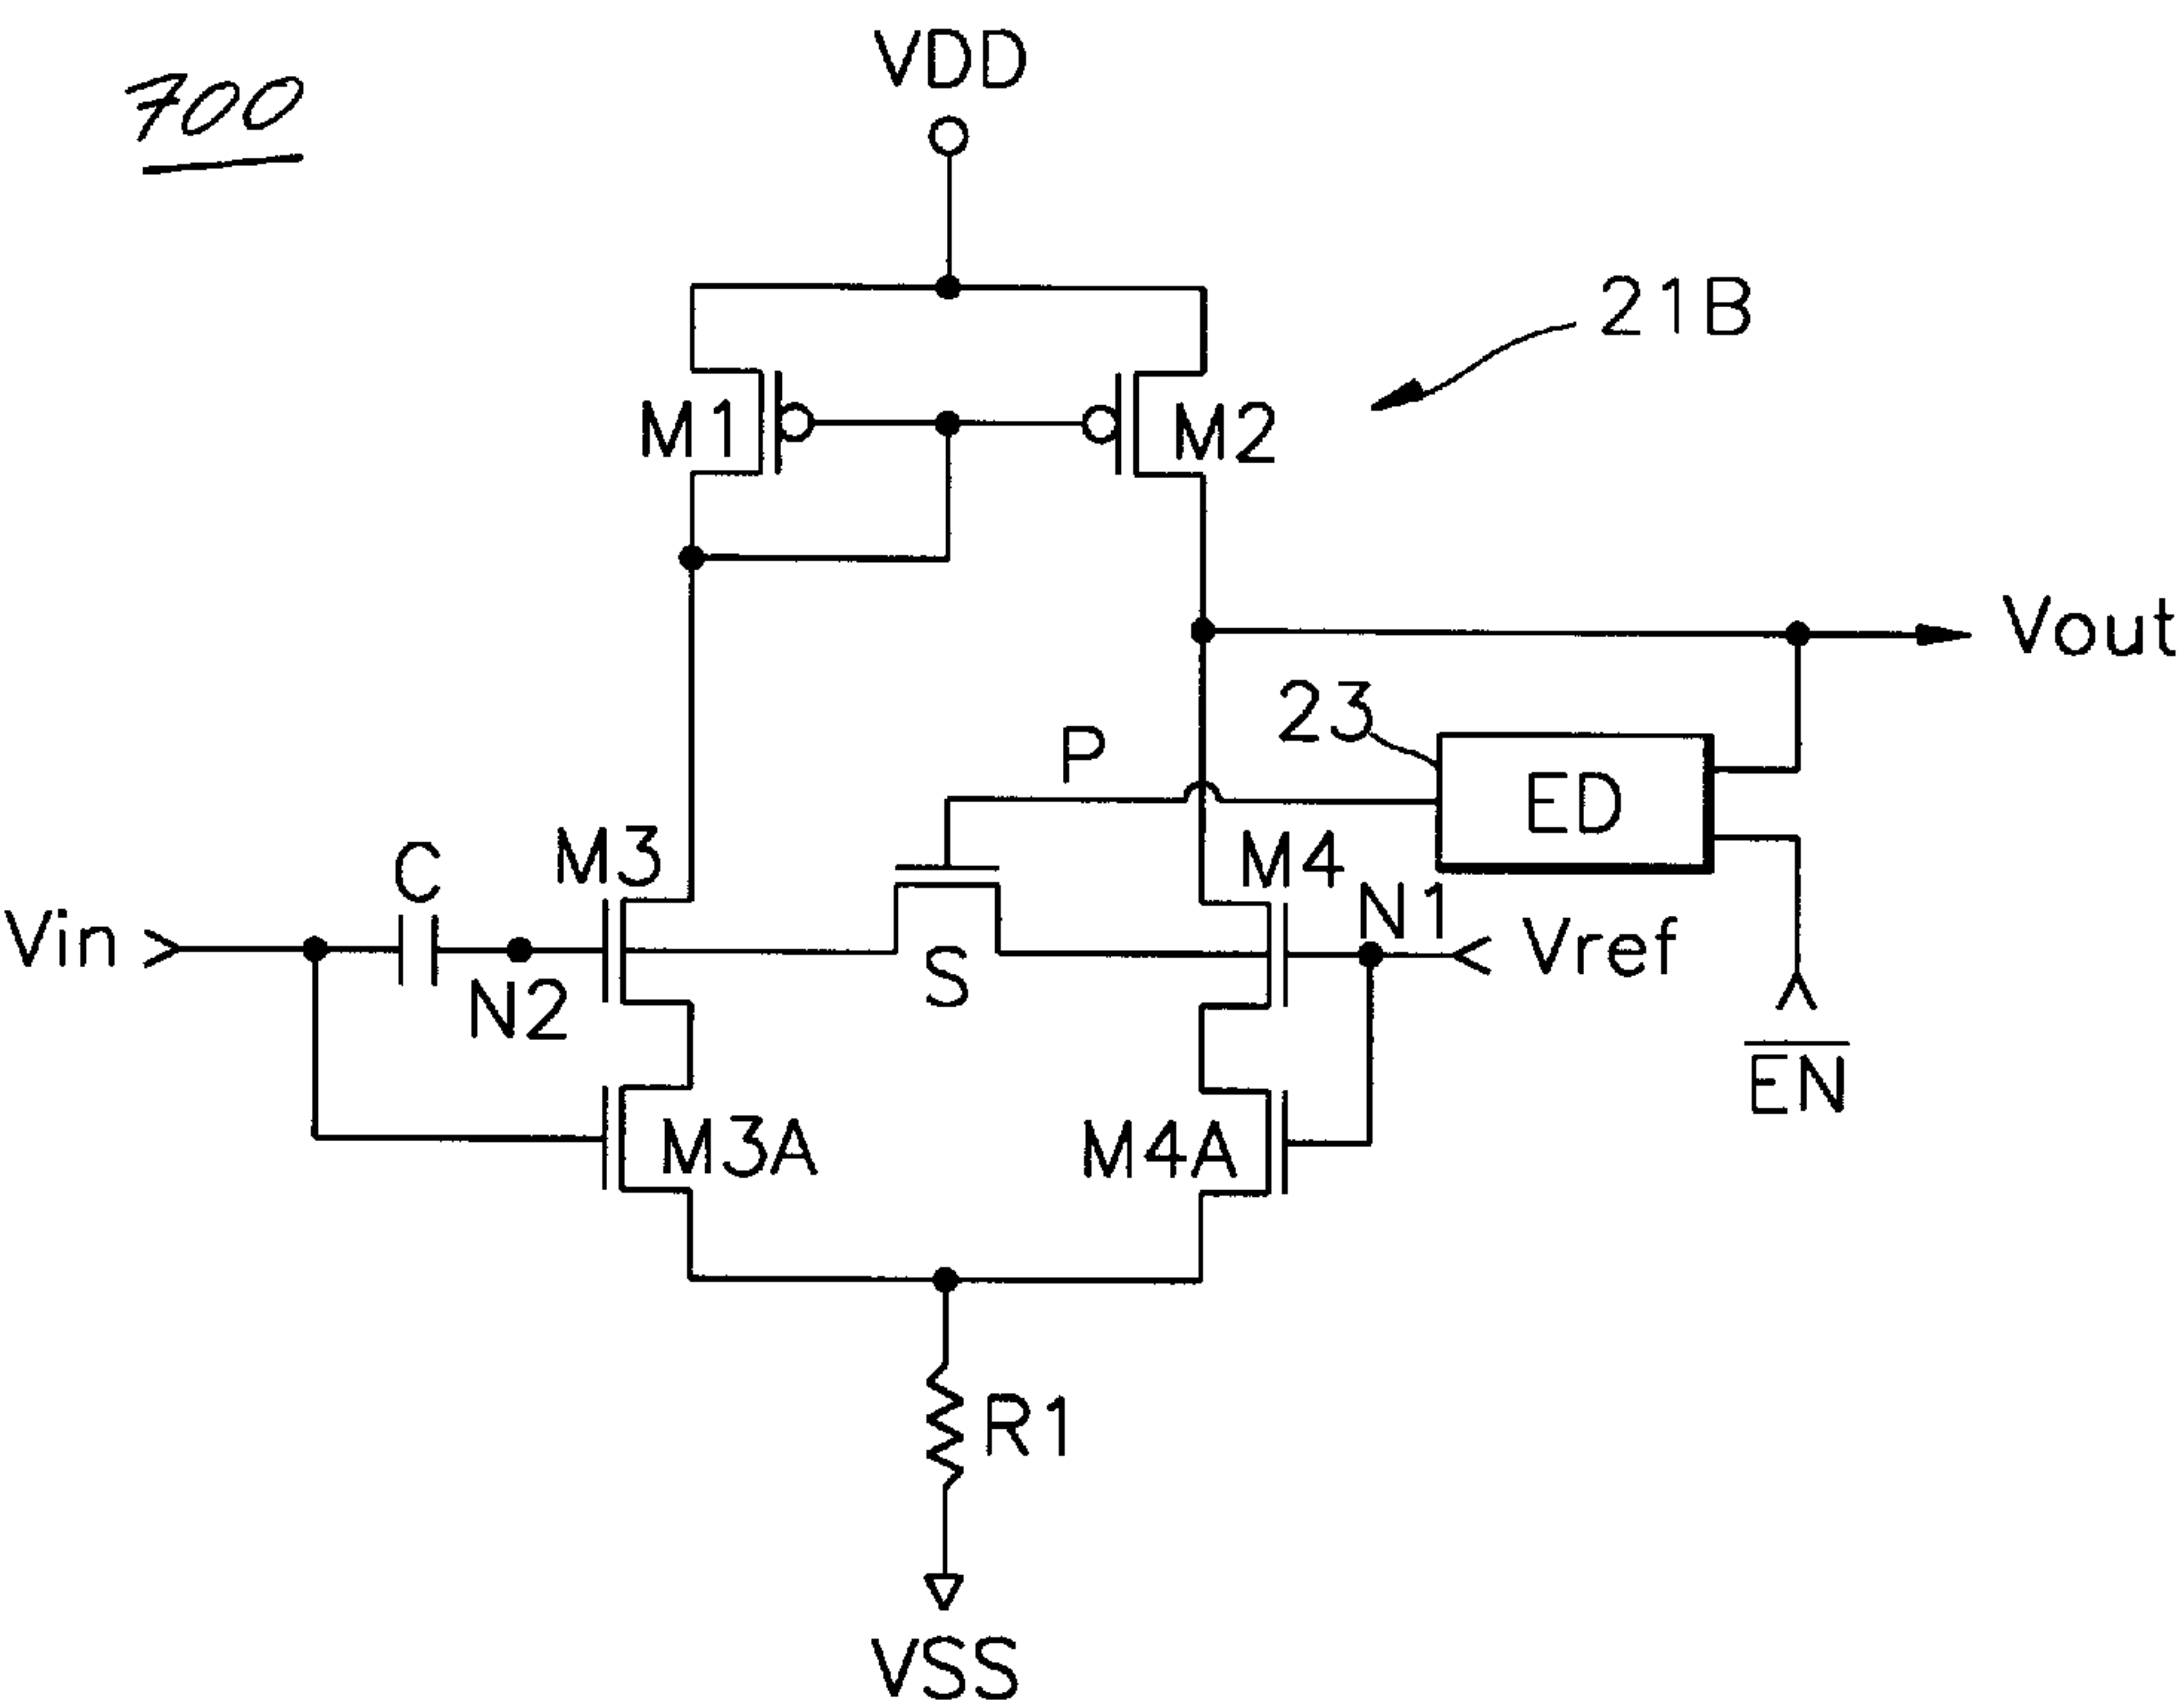 700
VDD
21B
M1
M2
Vout
23
P
ED
M3
M4
C
N1
Vin
Vref
S
N2
EN
M3A
M4A
R1
VSS